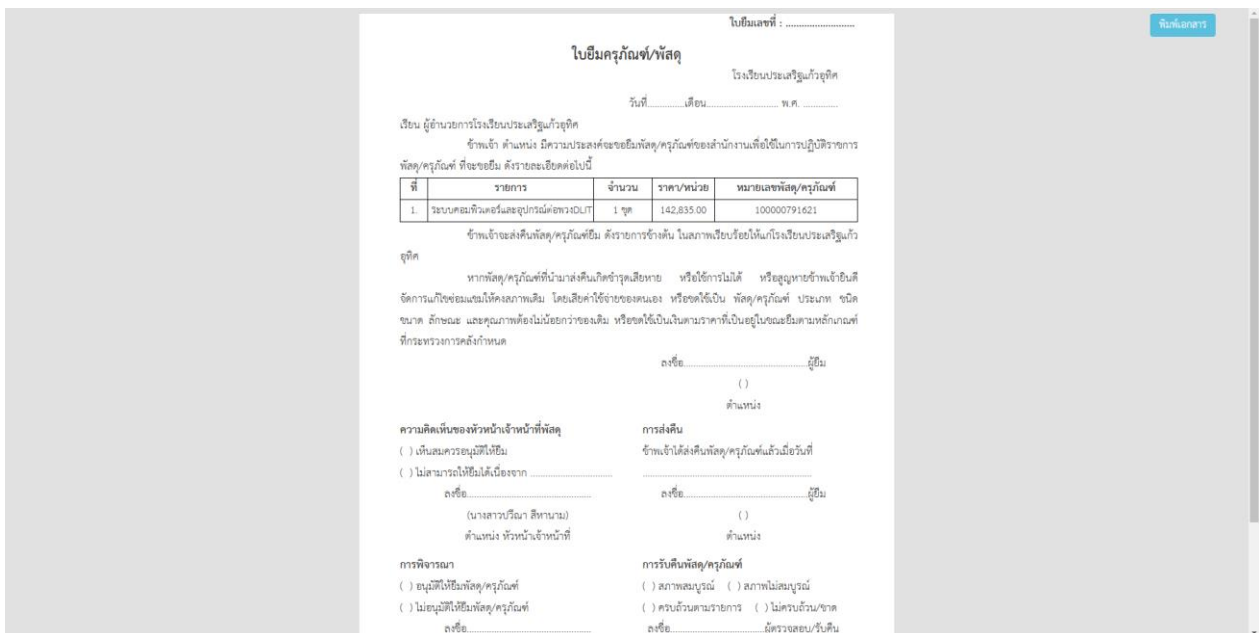 ใบยืมเลขที่ : ..........................
พิมพ์เอกสาร
ใบยืมครุภัณฑ์/พัสดุ
โรงเรียนประเสริฐแก้วอุทิศ
วันที่.............เดือน.......................... พ.ศ. .............
เรียน ผู้อำนวยการโรงเรียนประเสริฐแก้วอุทิศ
ข้าพเจ้า ตำแหน่ง มีความประสงค์จะขอยืมพัสดุ/ครุภัณฑ์ของสำนักงานเพื่อใช้ในการปฏิบัติราชการ
พัสดุ/ครุภัณฑ์ ที่จะขอยืม ดังรายละเอียดต่อไปนี้
ที่ รายการ จำนวน ราคา/หน่วย หมายเลขพัสดุ/ครุภัณฑ์
1. ระบบคอมพิวเตอร์และอุปกรณ์ต่อพวงDLIT 1 ชุด 142,835.00 100000791621
ข้าพเจ้าจะส่งคืนพัสดุ/ครุภัณฑ์ยืม ดังรายการข้างต้น ในสภาพเรียบร้อยให้แก่โรงเรียนประเสริฐแก้ว
อุทิศ
หากพัสดุ/ครุภัณฑ์ที่นำมาส่งคืนเกิดชำรุดเสียหาย หรือใช้การไม่ได้ หรือสูญหายข้าพเจ้ายินดี
จัดการแก้ไขซ่อมแซมให้คงสภาพเดิม โดยเสียค่าใช้จ่ายของตนเอง หรือชดใช้เป็น พัสดุ/ครุภัณฑ์ ประเภท ชนิด
ขนาด ลักษณะ และคุณภาพต้องไม่น้อยกว่าของเดิม หรือชดใช้เป็นเงินตามราคาที่เป็นอยู่ในขณะยืมตามหลักเกณฑ์
ที่กระทรวงการคลังกำหนด
ลงชื่อ.............................................ผู้ยืม
( )
ตำแหน่ง
ความคิดเห็นของหัวหน้าเจ้าหน้าที่พัสดุ
( ) เห็นสมควรอนุมัติให้ยืม
( ) ไม่สามารถให้ยืมได้เนื่องจาก ..............................
ลงชื่อ.............................................
(นางสาวปวีณา สีหานาม)
ตำแหน่ง หัวหน้าเจ้าหน้าที่
การส่งคืน
ข้าพเจ้าได้ส่งคืนพัสดุ/ครุภัณฑ์แล้วเมื่อวันที่
.............................................................
ลงชื่อ.............................................ผู้ยืม
( )
ตำแหน่ง
การพิจารณา
( ) อนุมัติให้ยืมพัสดุ/ครุภัณฑ์
( ) ไม่อนุมัติให้ยืมพัสดุ/ครุภัณฑ์
ลงชื่อ.............................................
การรับคืนพัสดุ/ครุภัณฑ์
( ) สภาพสมบูรณ์ ( ) สภาพไม่สมบูรณ์
( ) ครบถ้วนตามรายการ ( ) ไม่ครบถ้วน/ขาด
ลงชื่อ..................................ผู้ตรวจสอบ/รับคืน